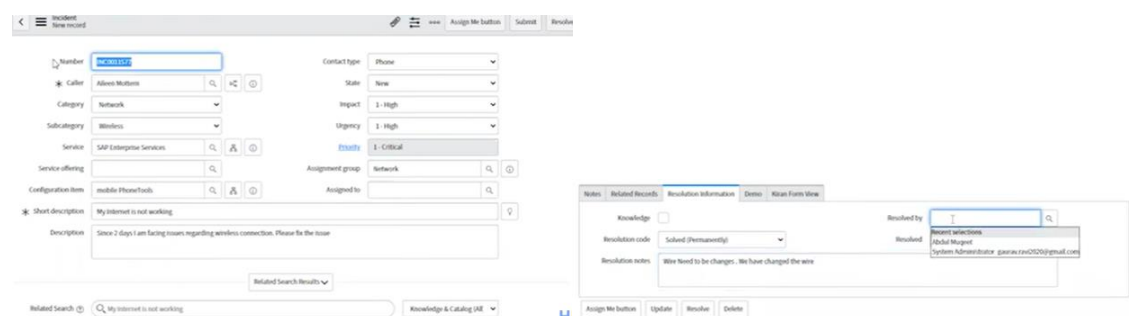 Incident
New record
Assign Me button Submit Resolve
Number INC0011577 Contact type Phone
Caller Aileen Mottern State New
Category Network Impact 1 - High
Subcategory Wireless Urgency 1 - High
Service SAP Enterprise Services Priority 1 - Critical
Service offering Assignment group Network
Configuration item mobile PhoneTools Assigned to
Short description My internet is not working
Description Since 2 days I am facing issues regarding wireless connection. Please fix the issue
Related Search Results
Related Search My internet is not working Knowledge & Catalog (All
Notes Related Records Resolution Information Demo Kiran Form View
Knowledge Resolved by
Recent selections
Resolution code Solved (Permanently) Resolved Abdul Muqeet
System Administrator gaurav.ravi2020@gmail.com
Resolution notes Wire Need to be changes . We have changed the wire
Assign Me button Update Resolve Delete